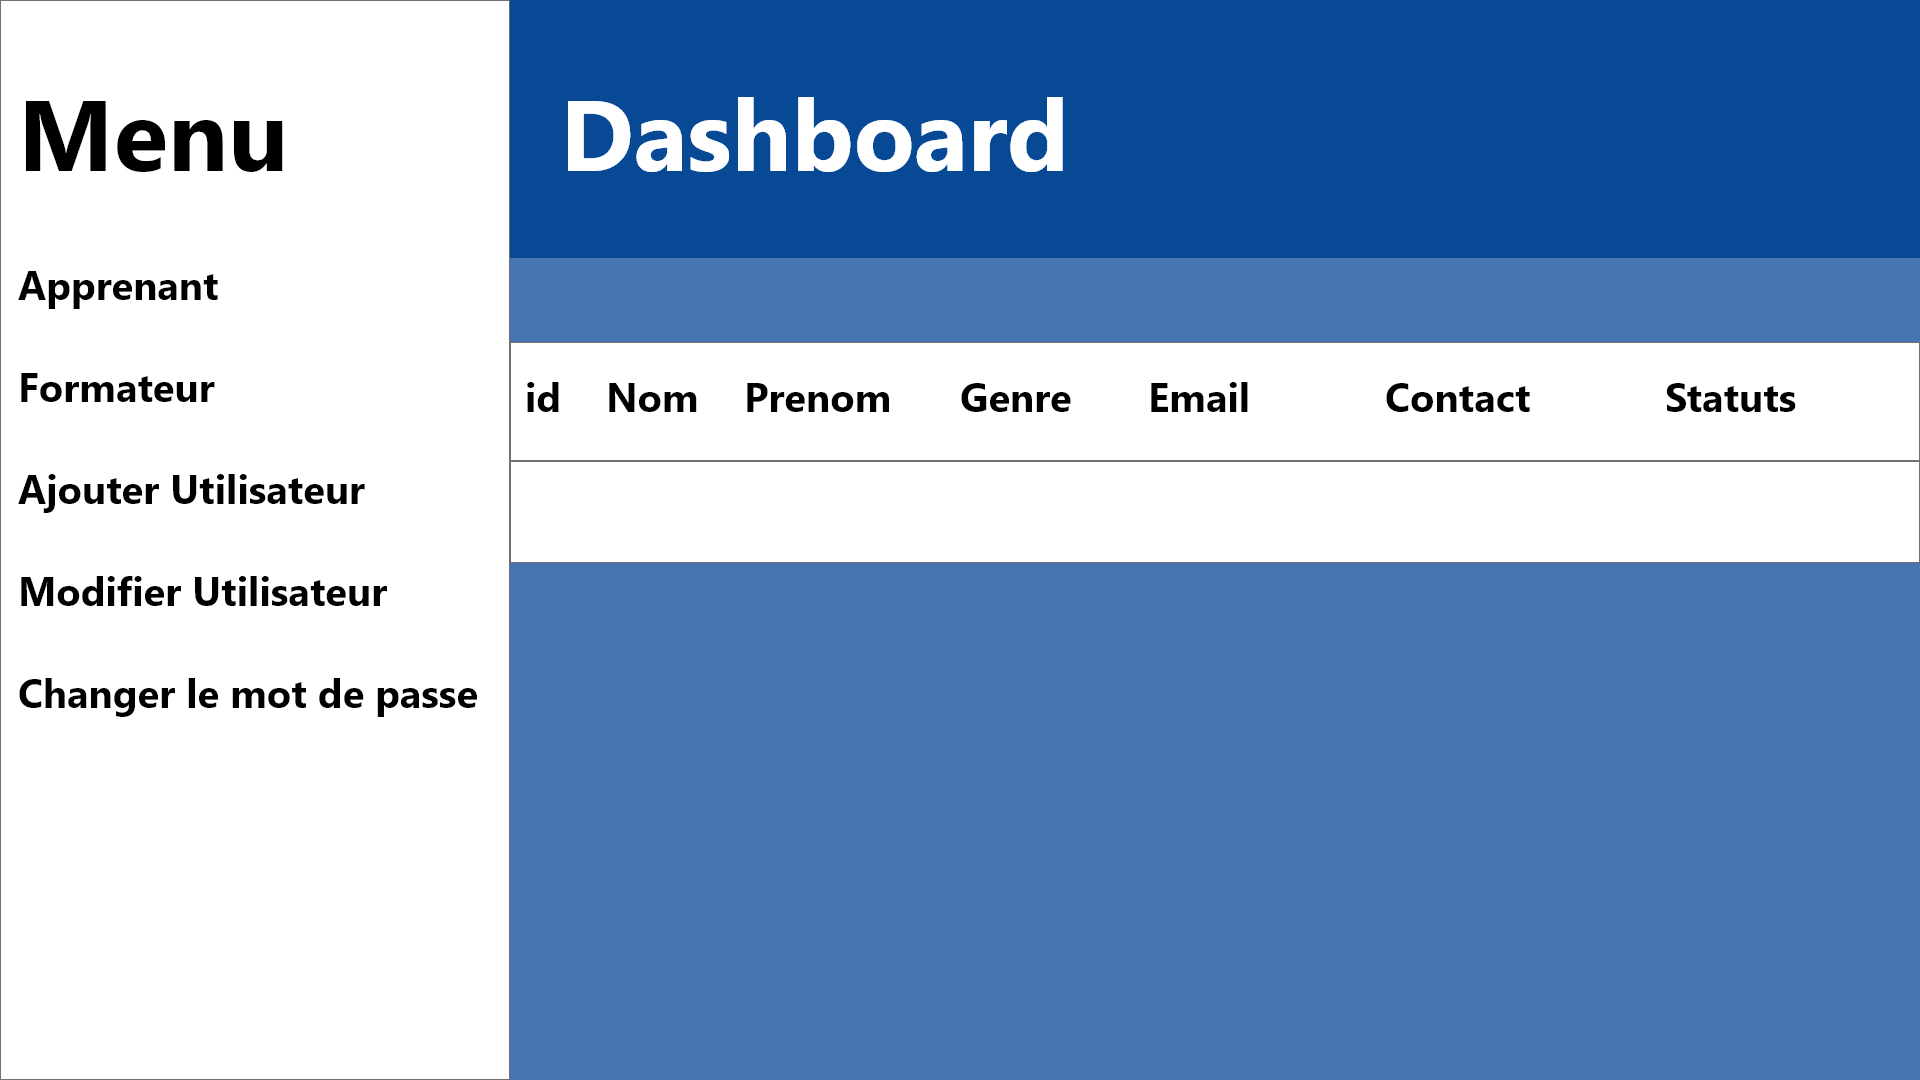 Menu
Apprenant
Formateur
Ajouter Utilisateur
Modifier Utilisateur
Changer le mot de passe
Dashboard
id Nom Prenom Genre Email Contact Statuts